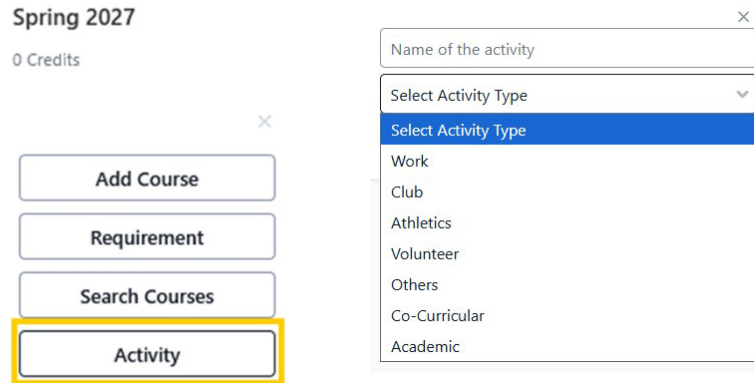 Spring 2027
0 Credits
Add Course
Requirement
Search Courses
Activity
Name of the activity
Select Activity Type
Select Activity Type
Work
Club
Athletics
Volunteer
Others
Co-Curricular
Academic